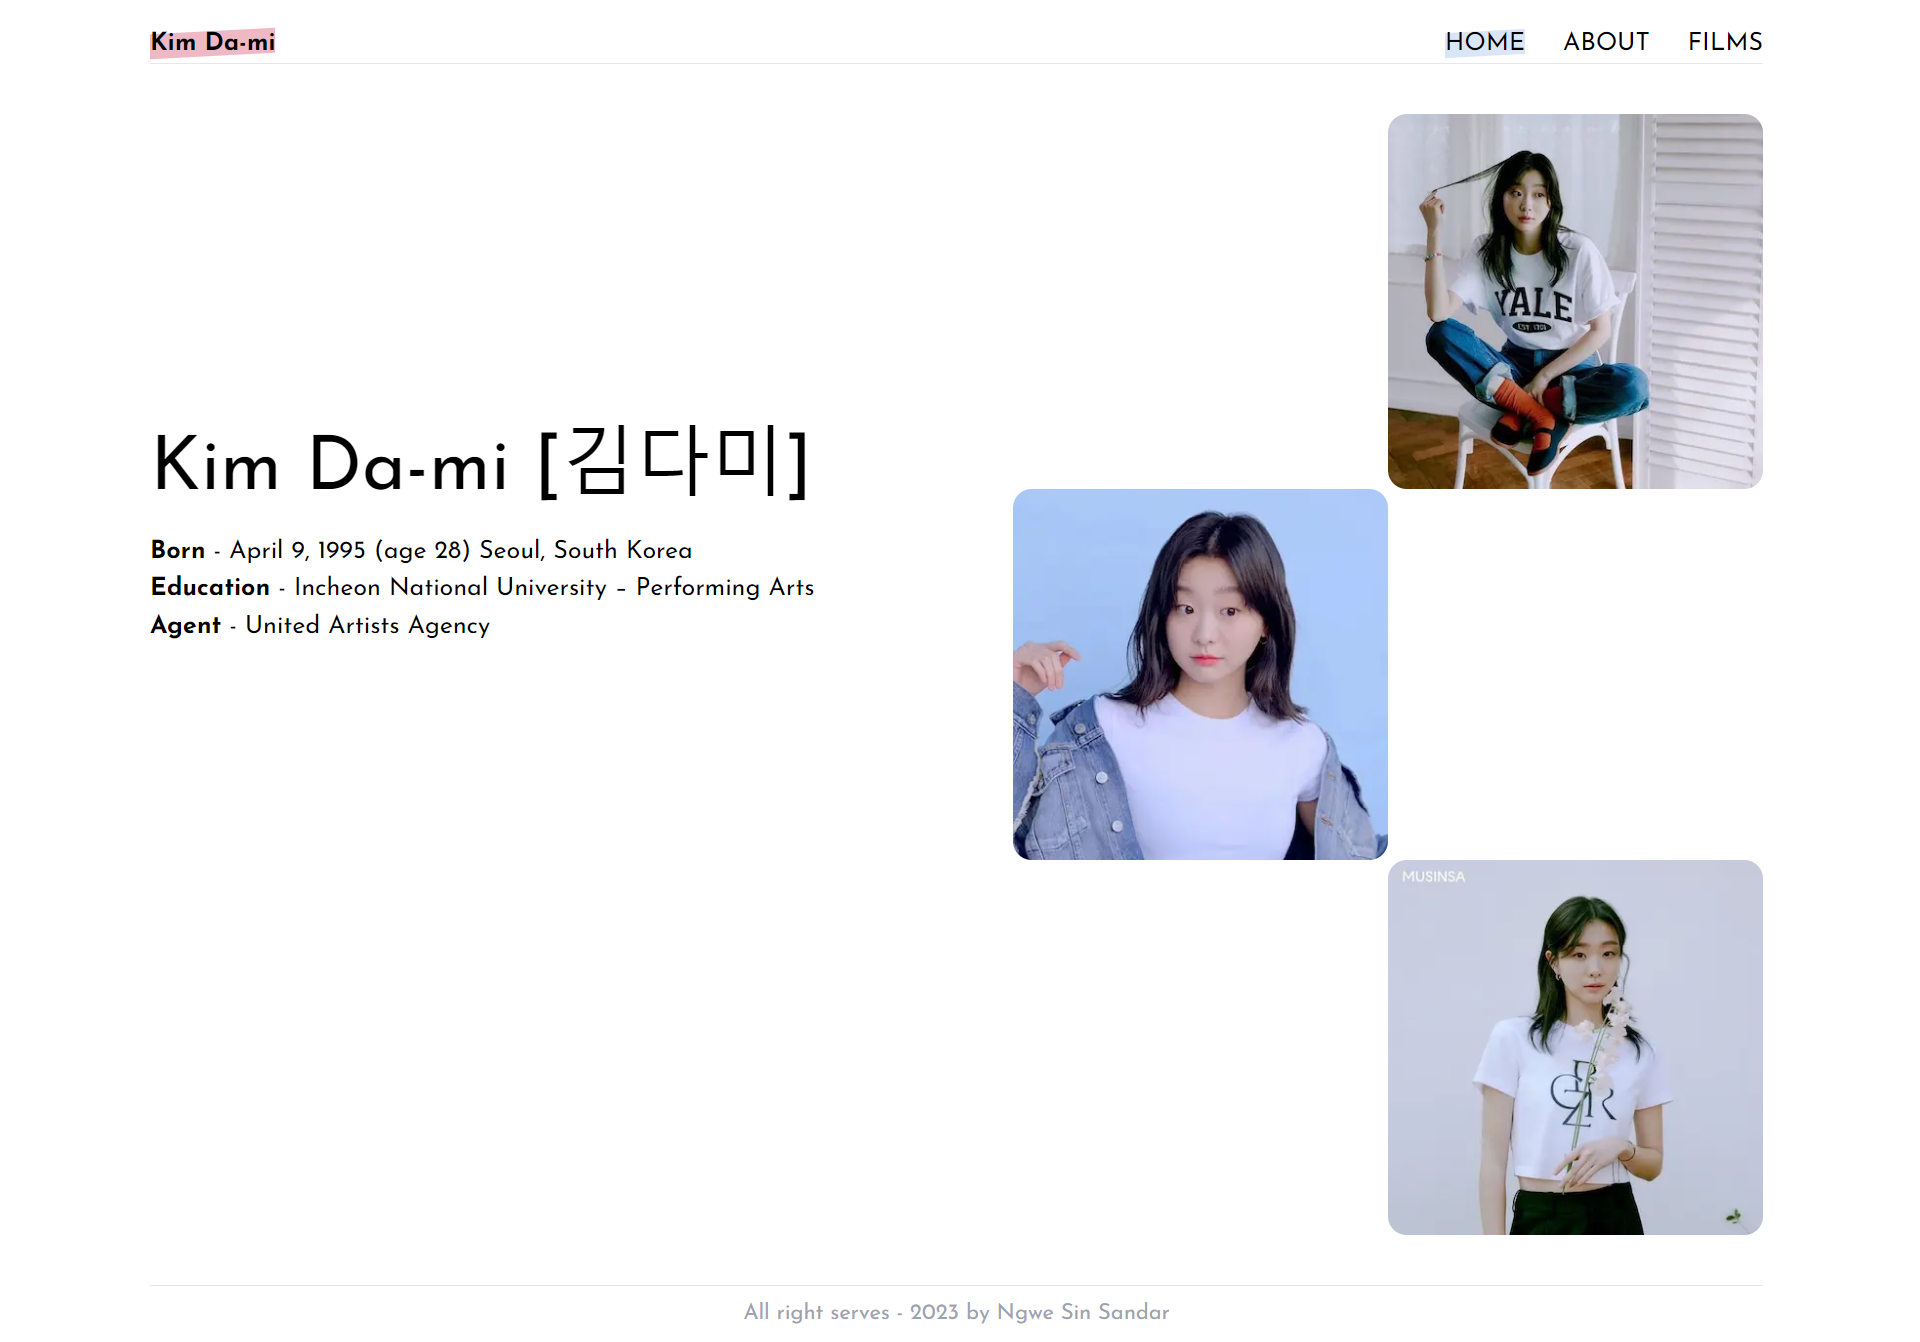 Kim Da-mi
HOME ABOUT FILMS
Kim Da-mi [김다미]
Born - April 9, 1995 (age 28) Seoul, South Korea
Education - Incheon National University – Performing Arts
Agent - United Artists Agency
YALE
EST 1701
MUSINSA
All right serves - 2023 by Ngwe Sin Sandar